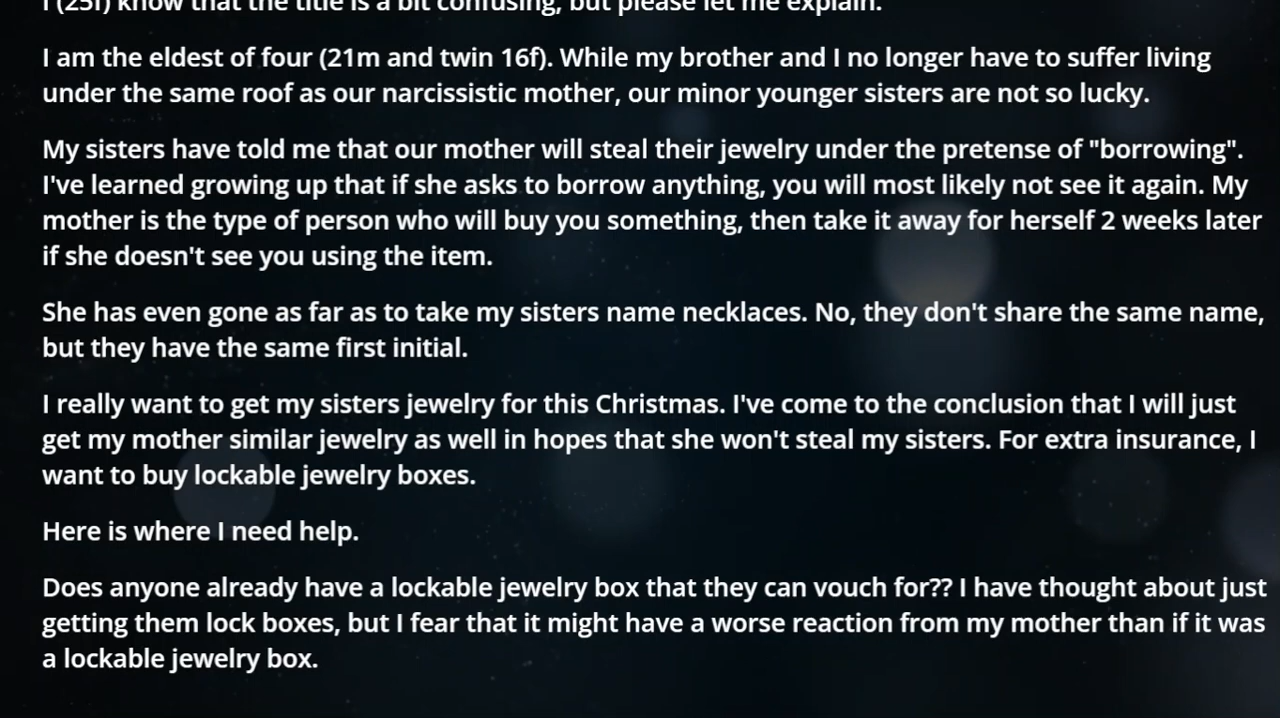 I (25f) know that the title is a bit confusing, but please let me explain.
I am the eldest of four (21m and twin 16f). While my brother and I no longer have to suffer living
under the same roof as our narcissistic mother, our minor younger sisters are not so lucky.
My sisters have told me that our mother will steal their jewelry under the pretense of "borrowing".
I've learned growing up that if she asks to borrow anything, you will most likely not see it again. My
mother is the type of person who will buy you something, then take it away for herself 2 weeks later
if she doesn't see you using the item.
She has even gone as far as to take my sisters name necklaces. No, they don't share the same name,
but they have the same first initial.
I really want to get my sisters jewelry for this Christmas. I've come to the conclusion that I will just
get my mother similar jewelry as well in hopes that she won't steal my sisters. For extra insurance, I
want to buy lockable jewelry boxes.
Here is where I need help.
Does anyone already have a lockable jewelry box that they can vouch for?? I have thought about just
getting them lock boxes, but I fear that it might have a worse reaction from my mother than if it was
a lockable jewelry box.